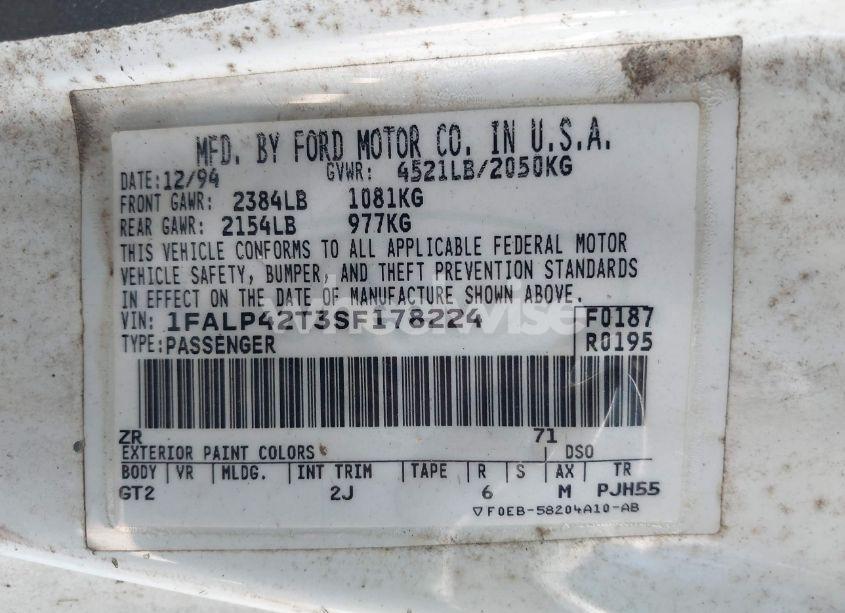 MFD. BY FORD MOTOR CO. IN U.S.A.
DATE: 12/94 GVWR: 4521LB/2050KG
FRONT GAWR: 2384LB 1081KG
REAR GAWR: 2154LB 977KG
THIS VEHICLE CONFORMS TO ALL APPLICABLE FEDERAL MOTOR
VEHICLE SAFETY, BUMPER, AND THEFT PREVENTION STANDARDS
IN EFFECT ON THE DATE OF MANUFACTURE SHOWN ABOVE.
VIN: 1FALP42T3SF178224 F0187
TYPE: PASSENGER R0195
ZR 71
EXTERIOR PAINT COLORS DSO
BODY VR MLDG. INT TRIM TAPE R S AX TR
GT2 2J 6 M PJH55
▽ F0EB-58204A10-AB